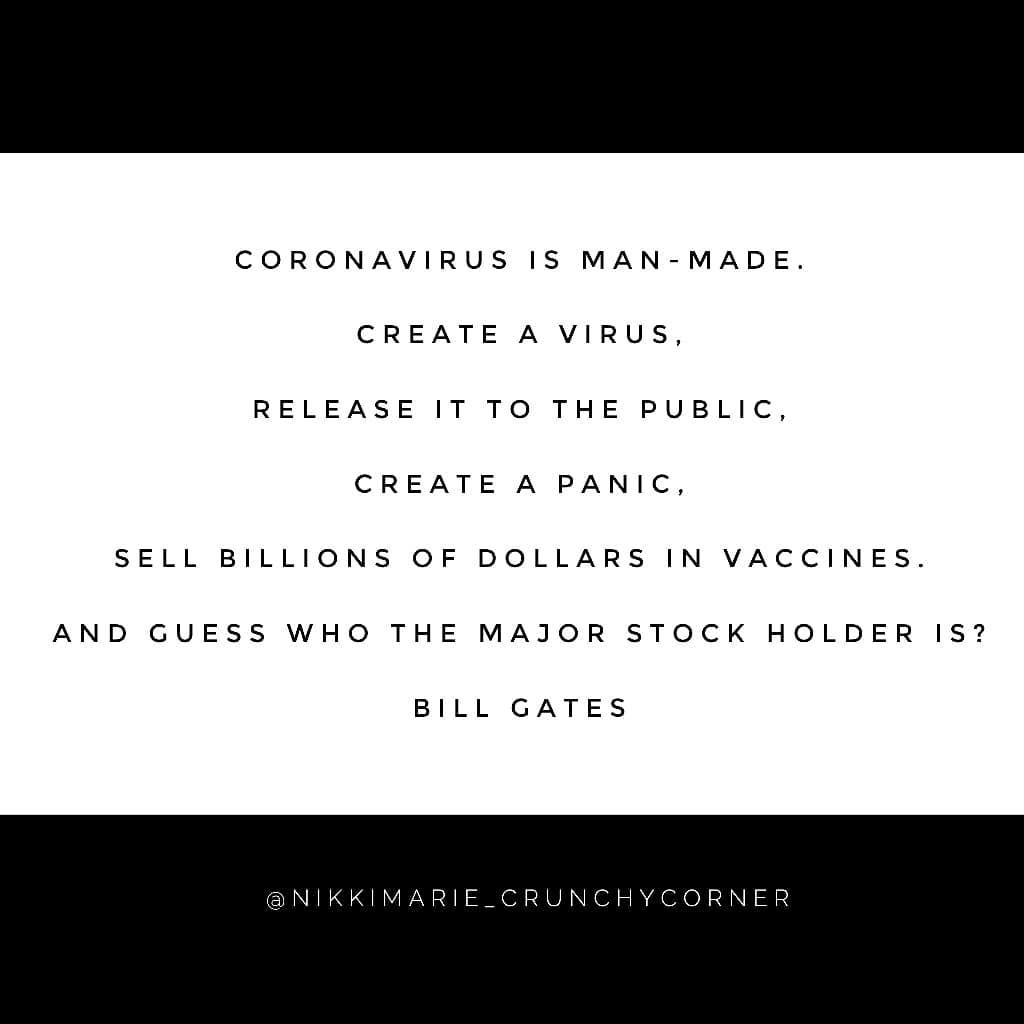 CORONAVIRUS IS MAN-MADE.
CREATE A VIRUS,
RELEASE IT TO THE PUBLIC,
CREATE A PANIC,
SELL BILLIONS OF DOLLARS IN VACCINES.
AND GUESS WHO THE MAJOR STOCK HOLDER IS?
BILL GATES
@NIKKIMARIE_CRUNCHYCORNER